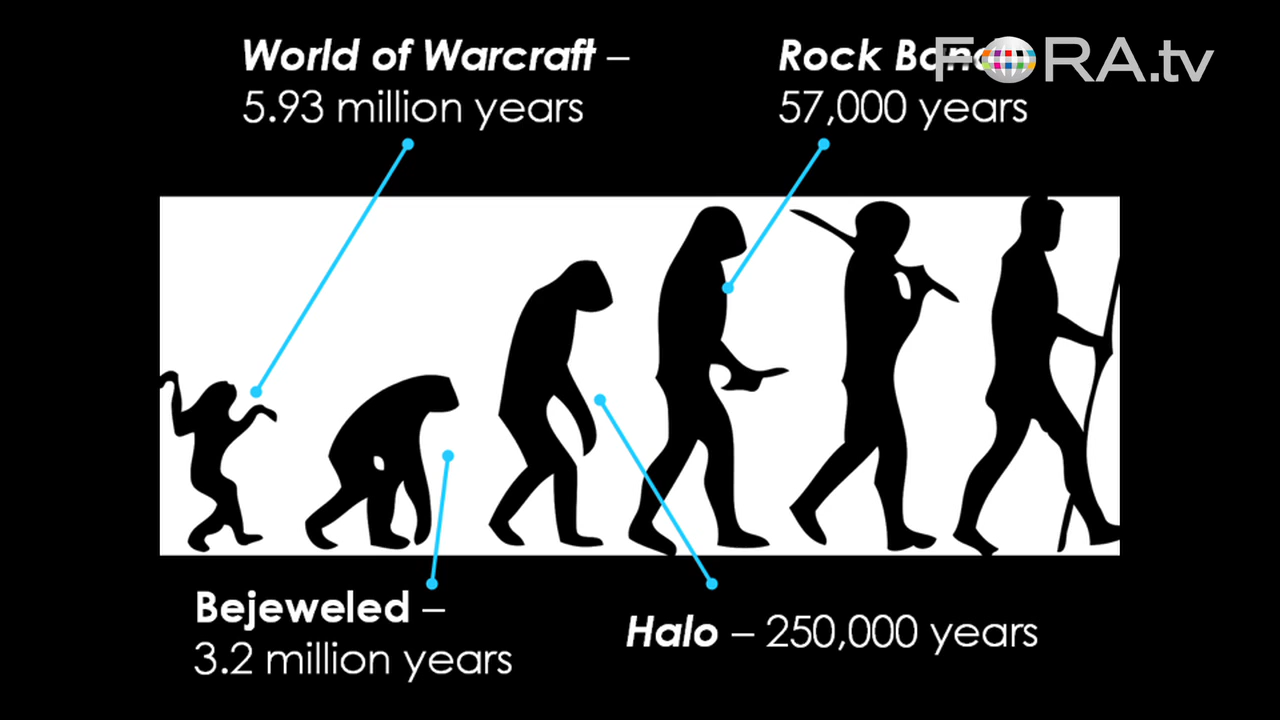 World of Warcraft –
5.93 million years
Rock Band
57,000 years
FORA.tv
Bejeweled –
3.2 million years
Halo – 250,000 years